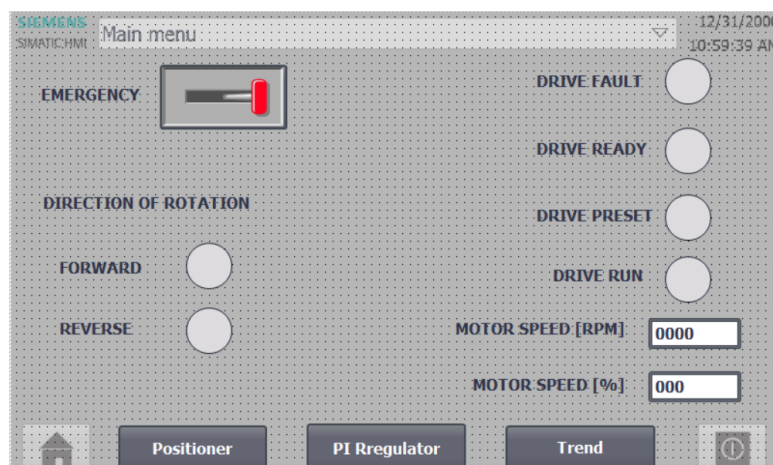 SIEMENS
SIMATIC HMI
Main menu
12/31/2000
10:59:39 AM
EMERGENCY
DRIVE FAULT
DRIVE READY
DIRECTION OF ROTATION
DRIVE PRESET
FORWARD
DRIVE RUN
REVERSE
MOTOR SPEED [RPM]
0000
MOTOR SPEED [%]
000
Positioner
PI Rregulator
Trend